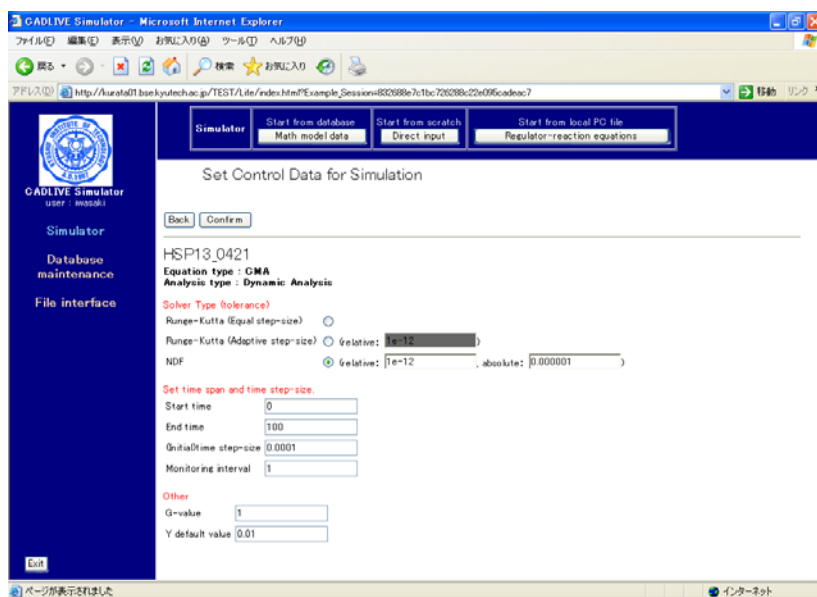 CADLIVE Simulator - Microsoft Internet Explorer
ファイル(F) 編集(E) 表示(V) お気に入り(A) ツール(T) ヘルプ(H)
戻る 検索 お気に入り
アドレス(D) http://kurata01.bse.kyutech.ac.jp/TEST/Lite/index.html?Example_Session=832688e7c1bc726288c22e095cadeac7 移動 リンク
Simulator
Start from database
Math model data
Start from scratch
Direct input
Start from local PC file
Regulator-reaction equations
CADLIVE Simulator
user : iwasaki
Simulator
Database
maintenance
File interface
Exit
Set Control Data for Simulation
Back Confirm
HSP13_0421
Equation type : GMA
Analysis type : Dynamic Analysis
Solver Type (tolerance)
Runge-Kutta (Equal step-size)
Runge-Kutta (Adaptive step-size) (relative: 1e-12 )
NDF (relative: 1e-12 , absolute: 0.000001 )
Set time span and time step-size.
Start time 0
End time 100
(Initial)time step-size 0.0001
Monitoring interval 1
Other
G-value 1
Y default value 0.01
ページが表示されました インターネット